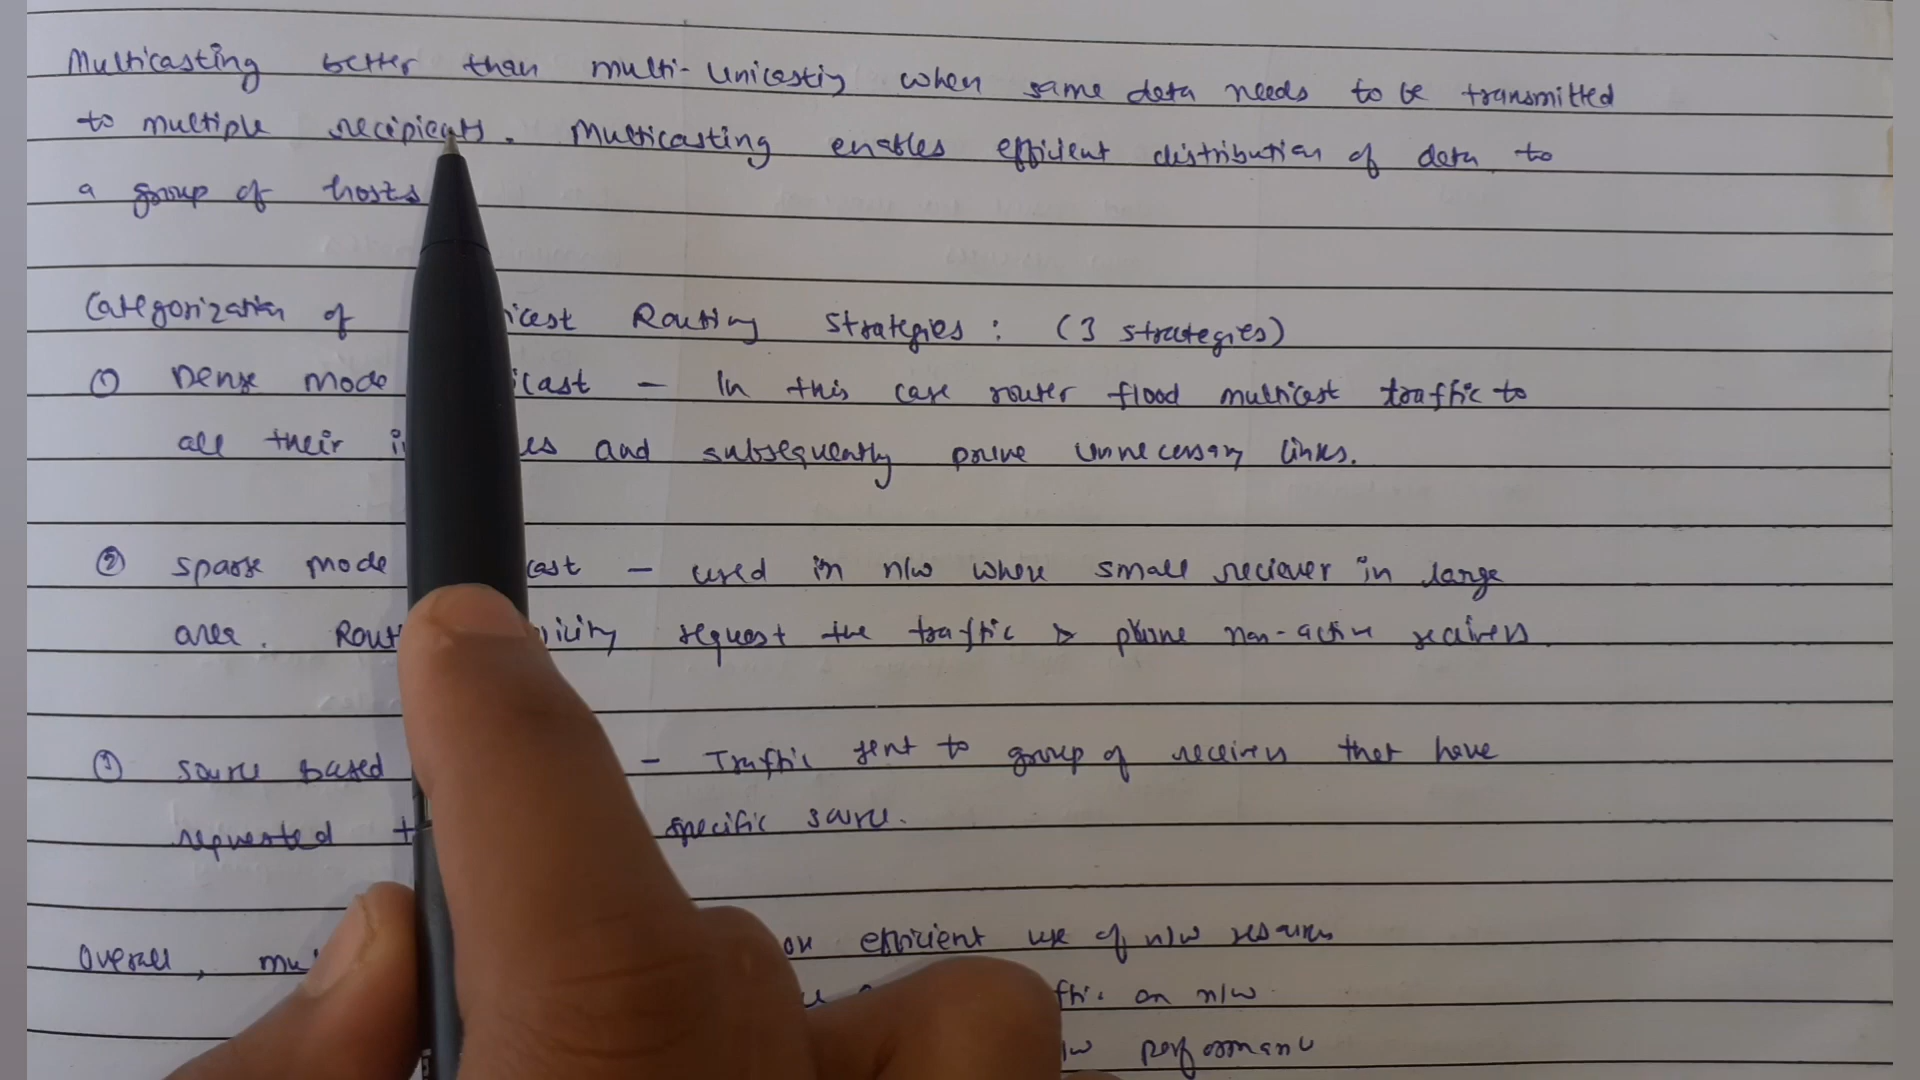 Multicasting better than multi-Unicasting when same data needs to be transmitted
to multiple recipients. Multicasting enables efficient distribution of data to
a group of hosts
Categorization of icast Routing strategies : (3 strategies)
① Dense mode icast – In this case router flood multicast traffic to
all their i es and subsequently prune unnecessary links.
② Sparse mode cast – used in n/w where small reciever in large
area. Rout icitly request the traffic & prune non-active recivers.
source based – Traffic sent to group of receivers that have
requested t specific source.
Overall, mu on efficient use of n/w resources
ffic on n/w
/w performance